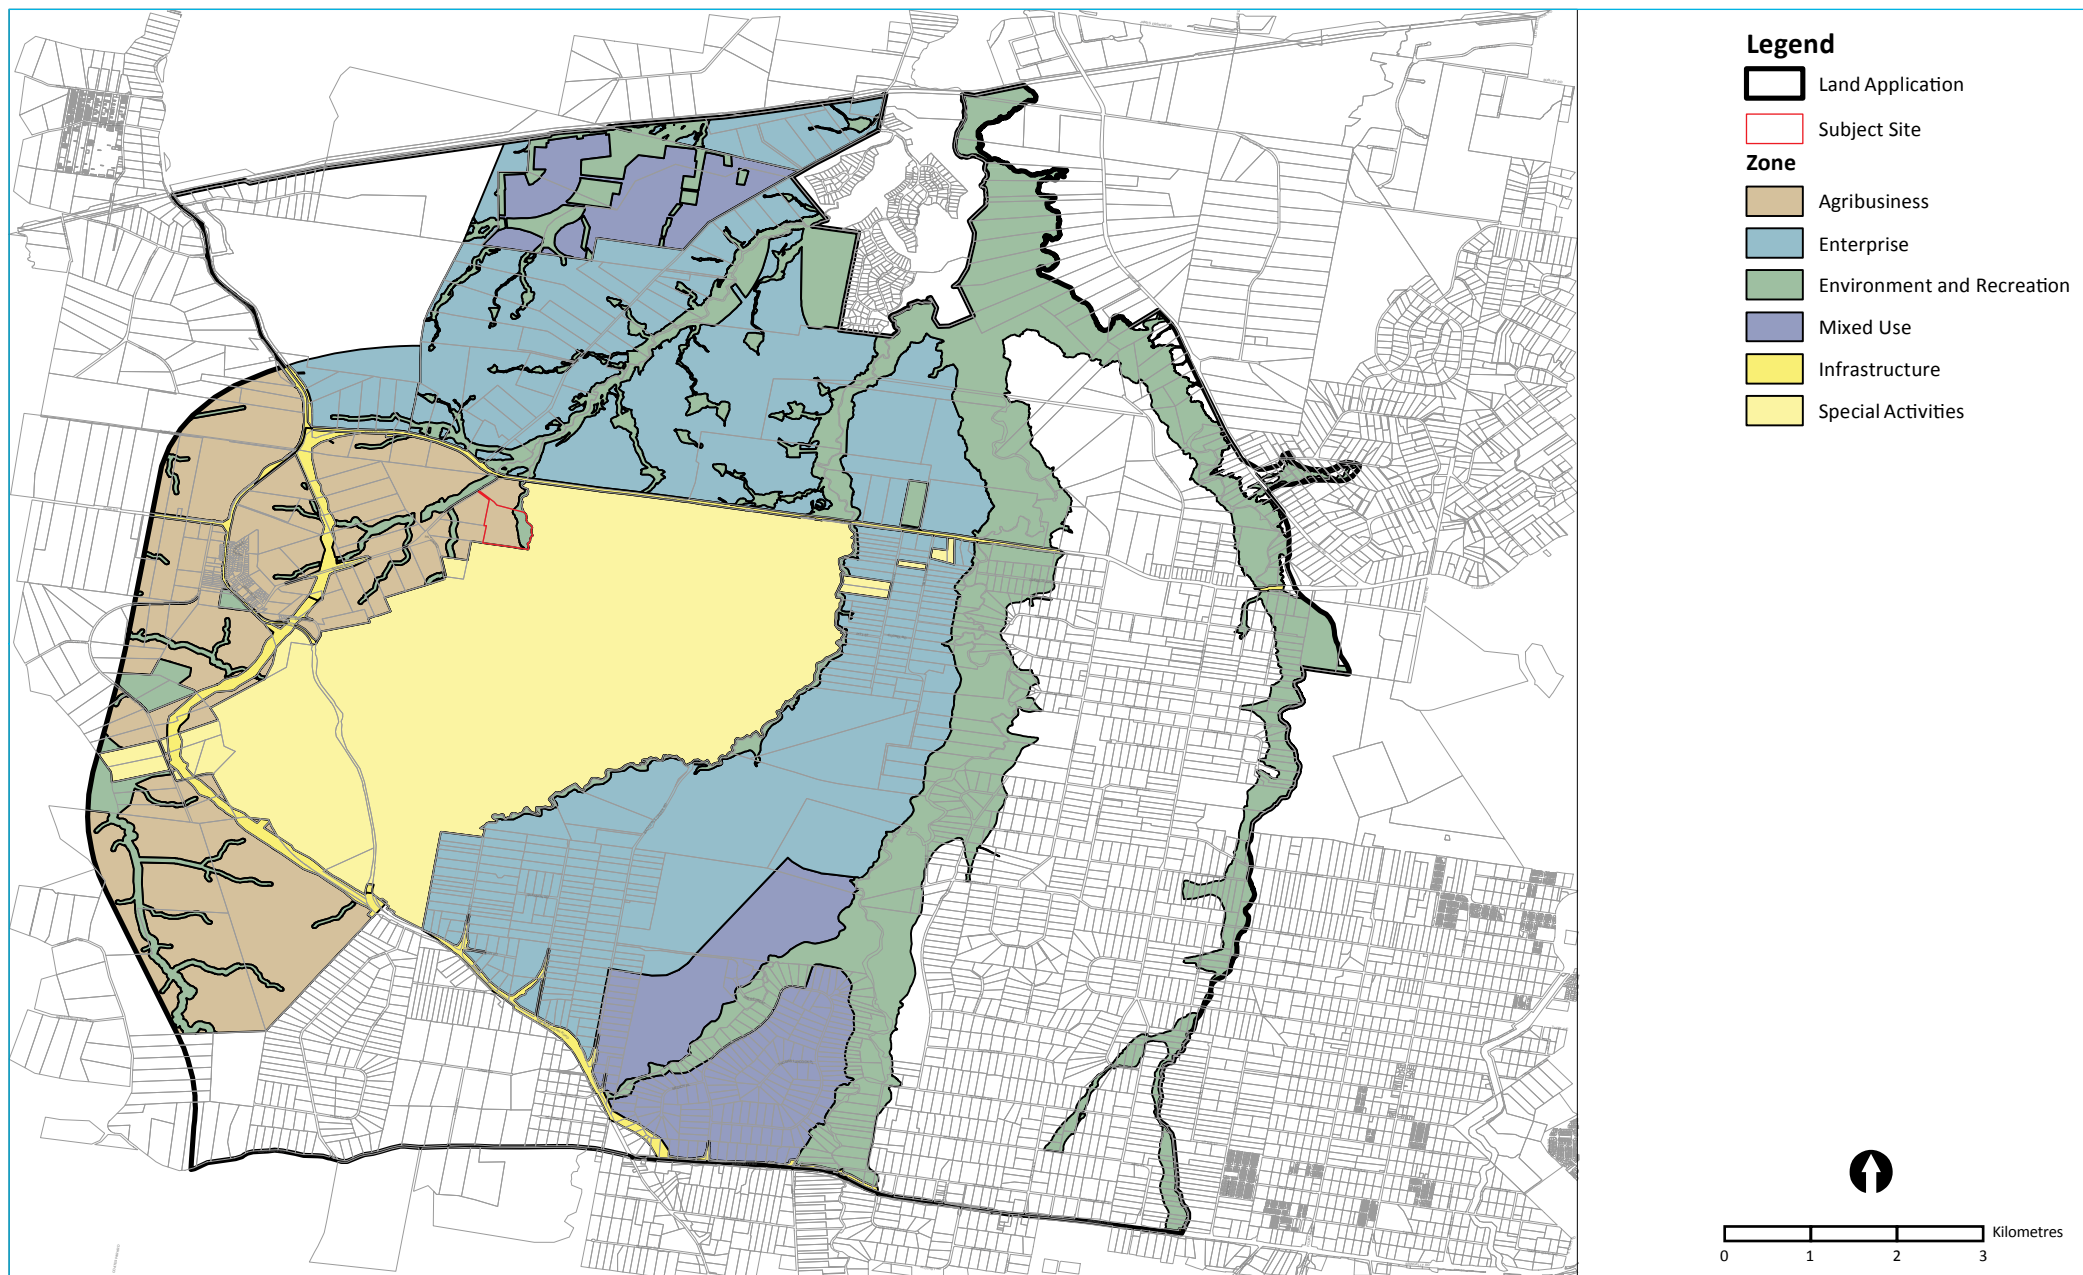 Legend
Land Application
Subject Site
Zone
Agribusiness
Enterprise
Environment and Recreation
Mixed Use
Infrastructure
Special Activities
Kilometres
0 1 2 3